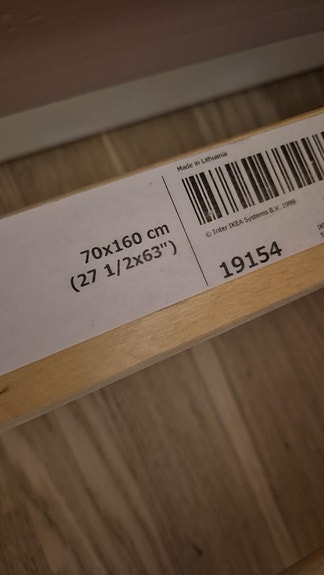 70x160 cm
(27 1/2x63")
Made in Lithuania
© Inter IKEA Systems B.V. 1999
19154